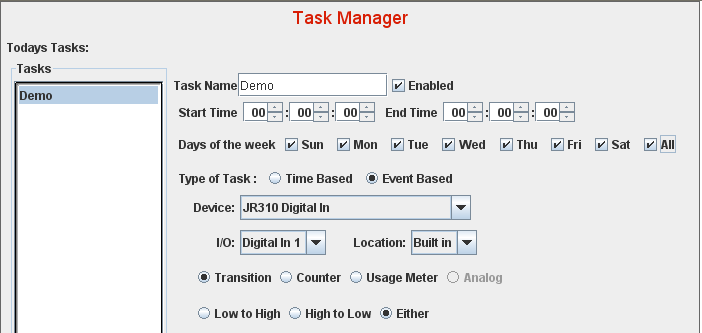 Task Manager
Todays Tasks:
Tasks
Demo
Task Name Demo Enabled
Start Time 00 : 00 : 00 End Time 00 : 00 : 00
Days of the week Sun Mon Tue Wed Thu Fri Sat All
Type of Task : Time Based Event Based
Device: JR310 Digital In
I/O: Digital In 1 Location: Built in
Transition Counter Usage Meter Analog
Low to High High to Low Either